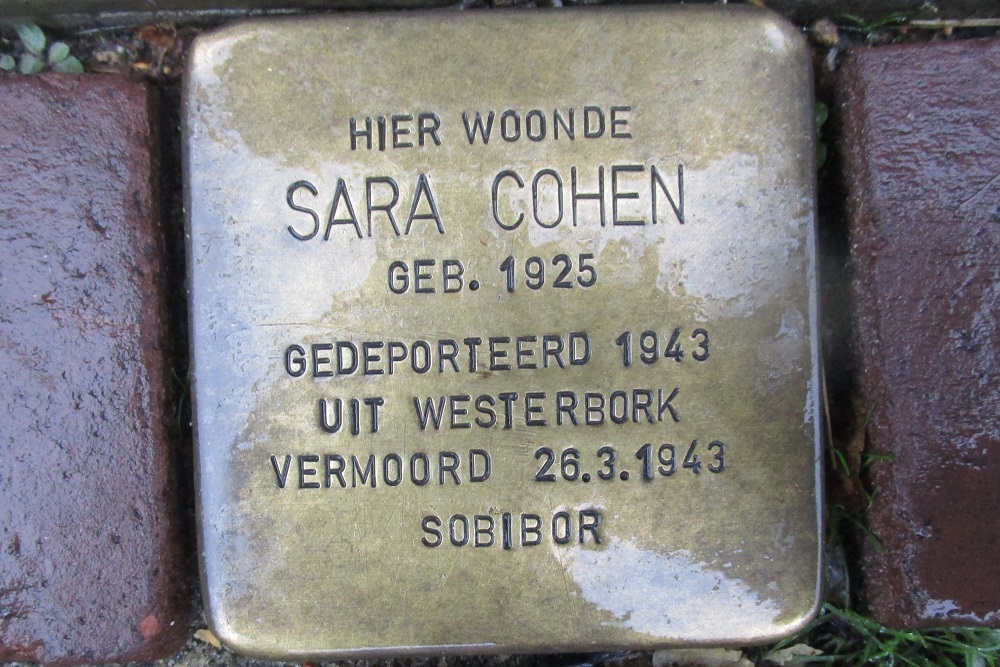 HIER WOONDE
SARA COHEN
GEB. 1925
GEDEPORTEERD 1943
UIT WESTERBORK
VERMOORD 26.3.1943
SOBIBOR